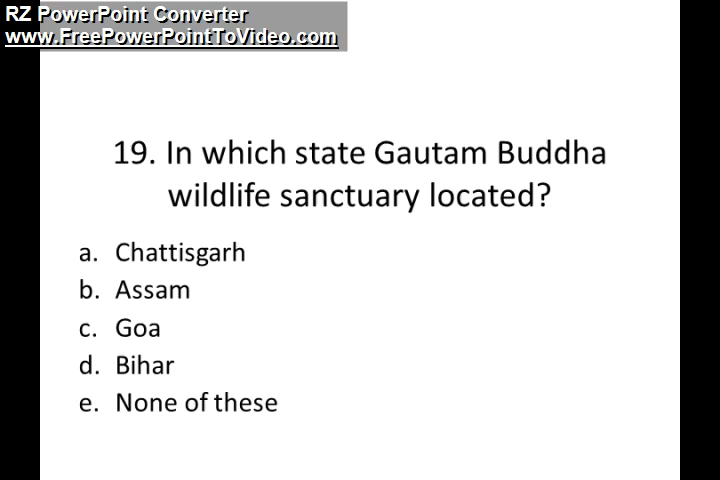 RZ PowerPoint Converter
www.FreePowerPointToVideo.com
19. In which state Gautam Buddha
wildlife sanctuary located?
a. Chattisgarh
b. Assam
c. Goa
d. Bihar
e. None of these